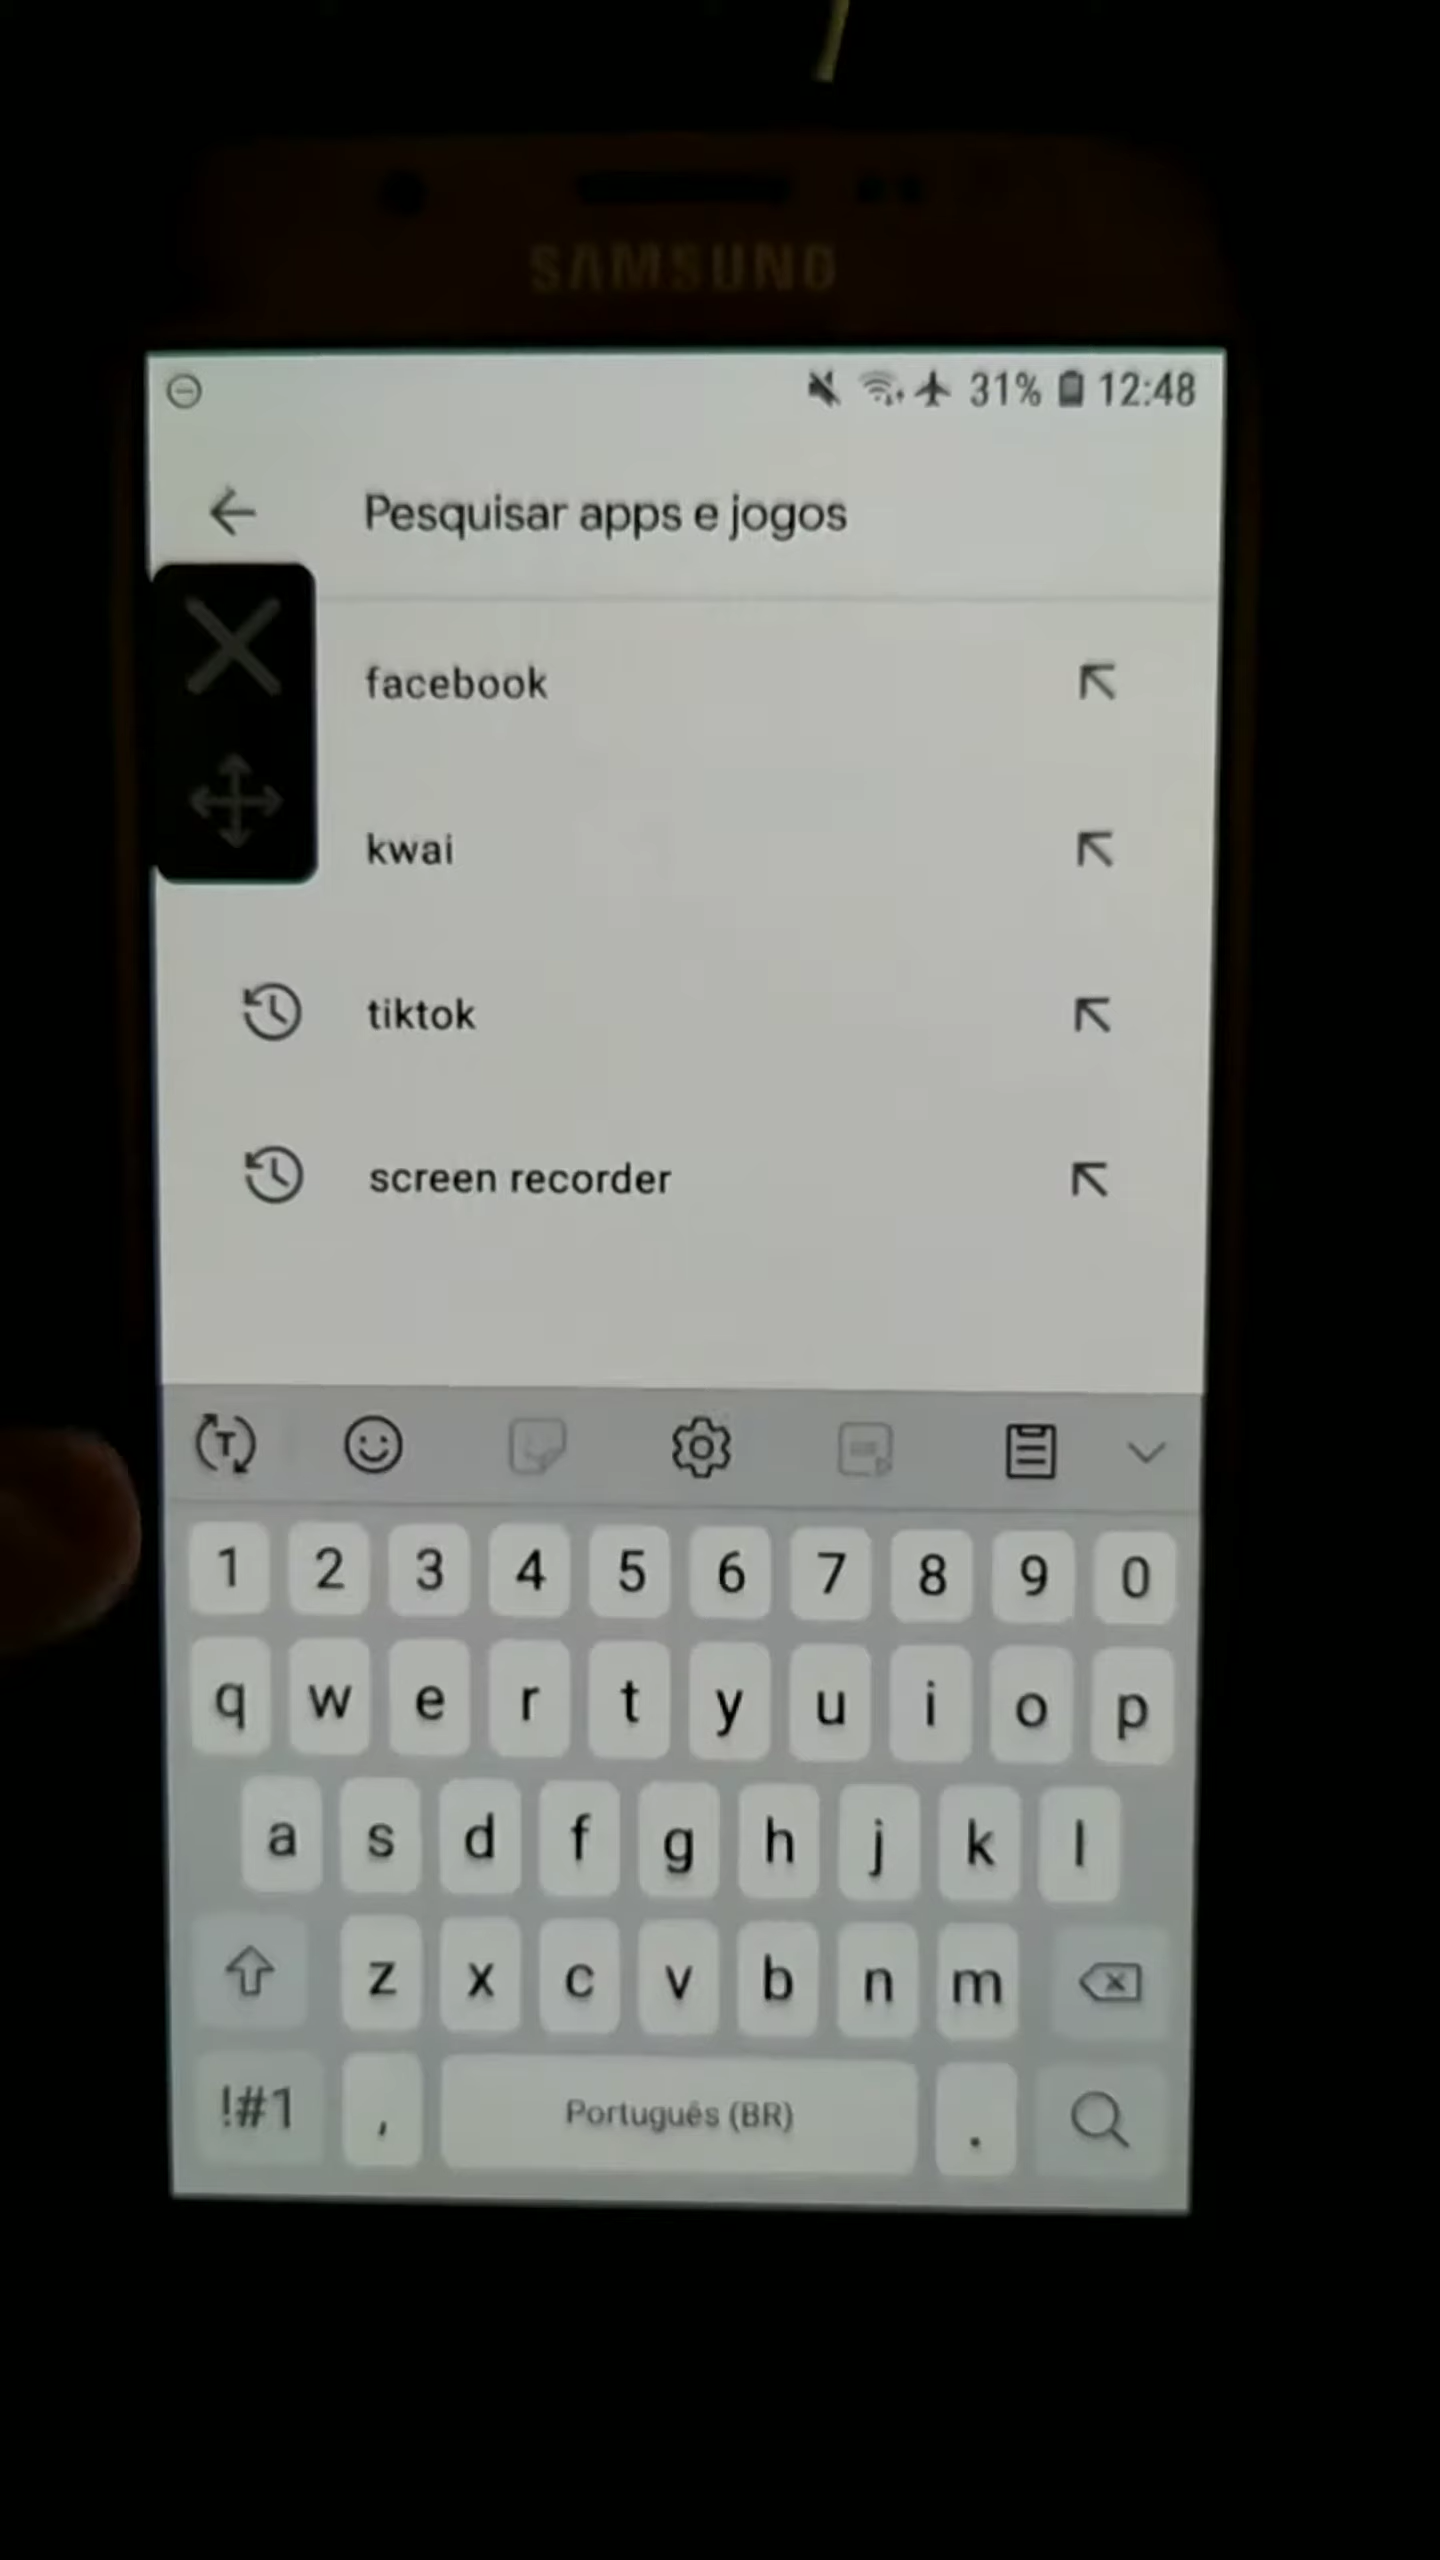 SAMSUNG
31% 12:48
Pesquisar apps e jogos
facebook
kwai
tiktok
screen recorder
T
1 2 3 4 5 6 7 8 9 0
q w e r t y u i o p
a s d f g h j k l
z x c v b n m
!#1 , Português (BR) .